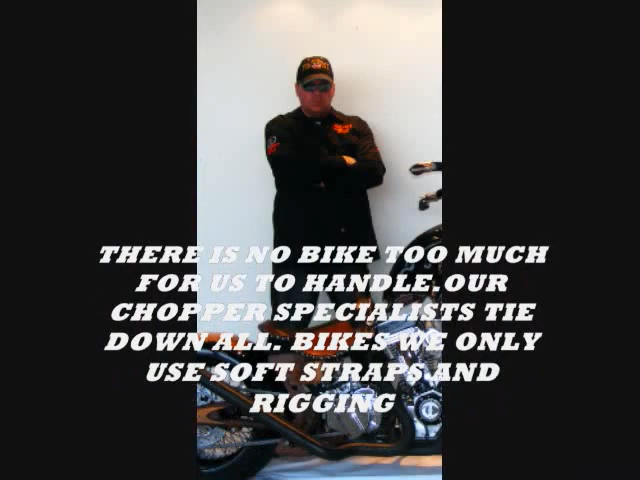 THERE IS NO BIKE TOO MUCH
FOR US TO HANDLE.OUR
CHOPPER SPECIALISTS TIE
DOWN ALL. BIKES WE ONLY
USE SOFT STRAPS AND
RIGGING